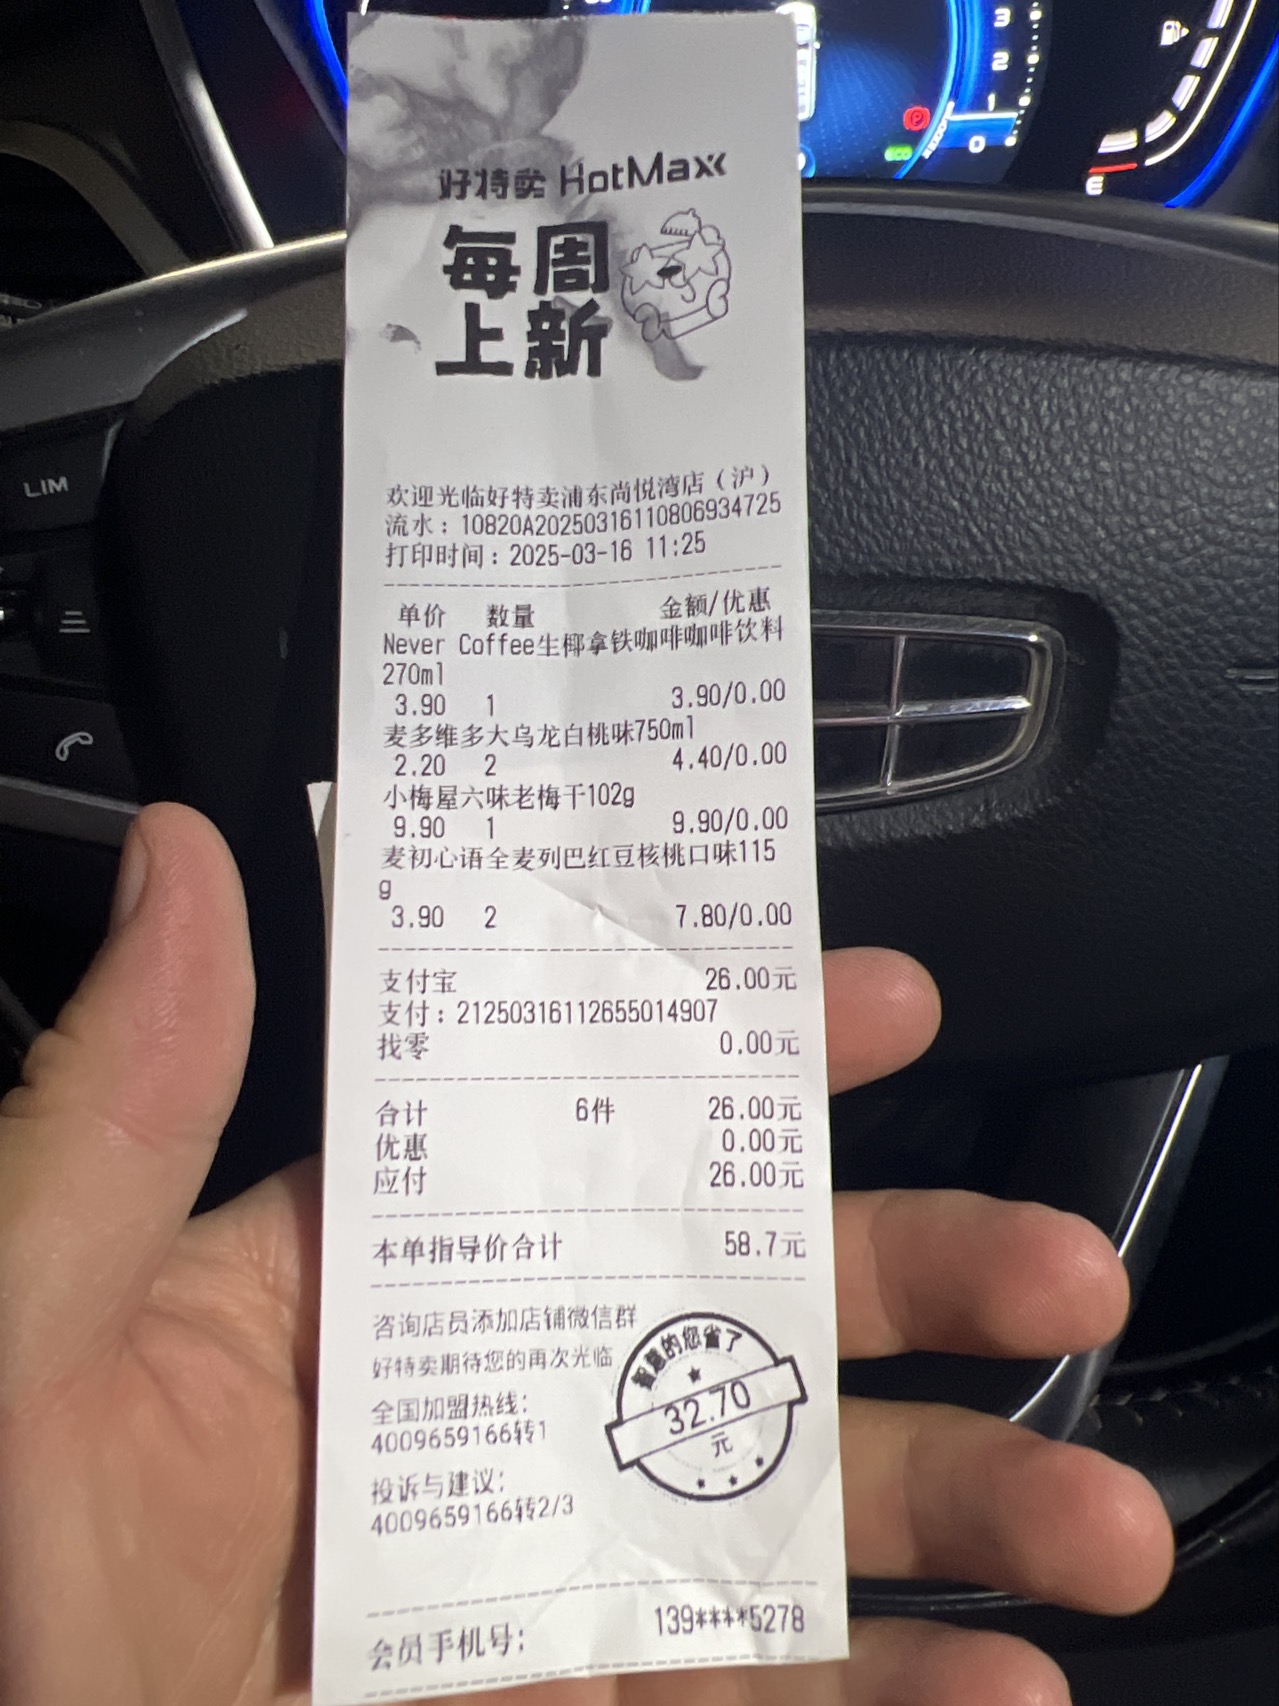 3
2
1
0
E
LIM
好特卖 HotMaxx
每周
上新
欢迎光临好特卖浦东尚悦湾店（沪）
流水：10820A20250316110806934725
打印时间：2025-03-16 11:25
单价 数量 金额/优惠
Never Coffee生椰拿铁咖啡咖啡饮料
270ml
3.90 1 3.90/0.00
麦多维多大乌龙白桃味750ml
2.20 2 4.40/0.00
小梅屋六味老梅干102g
9.90 1 9.90/0.00
麦初心语全麦列巴红豆核桃口味115
g
3.90 2 7.80/0.00
支付宝 26.00元
支付：21250316112655014907
找零 0.00元
合计 6件 26.00元
优惠 0.00元
应付 26.00元
本单指导价合计 58.7元
咨询店员添加店铺微信群
好特卖期待您的再次光临
全国加盟热线：
4009659166转1
投诉与建议：
4009659166转2/3
智慧的您省了
32.70
元
会员手机号： 139****5278